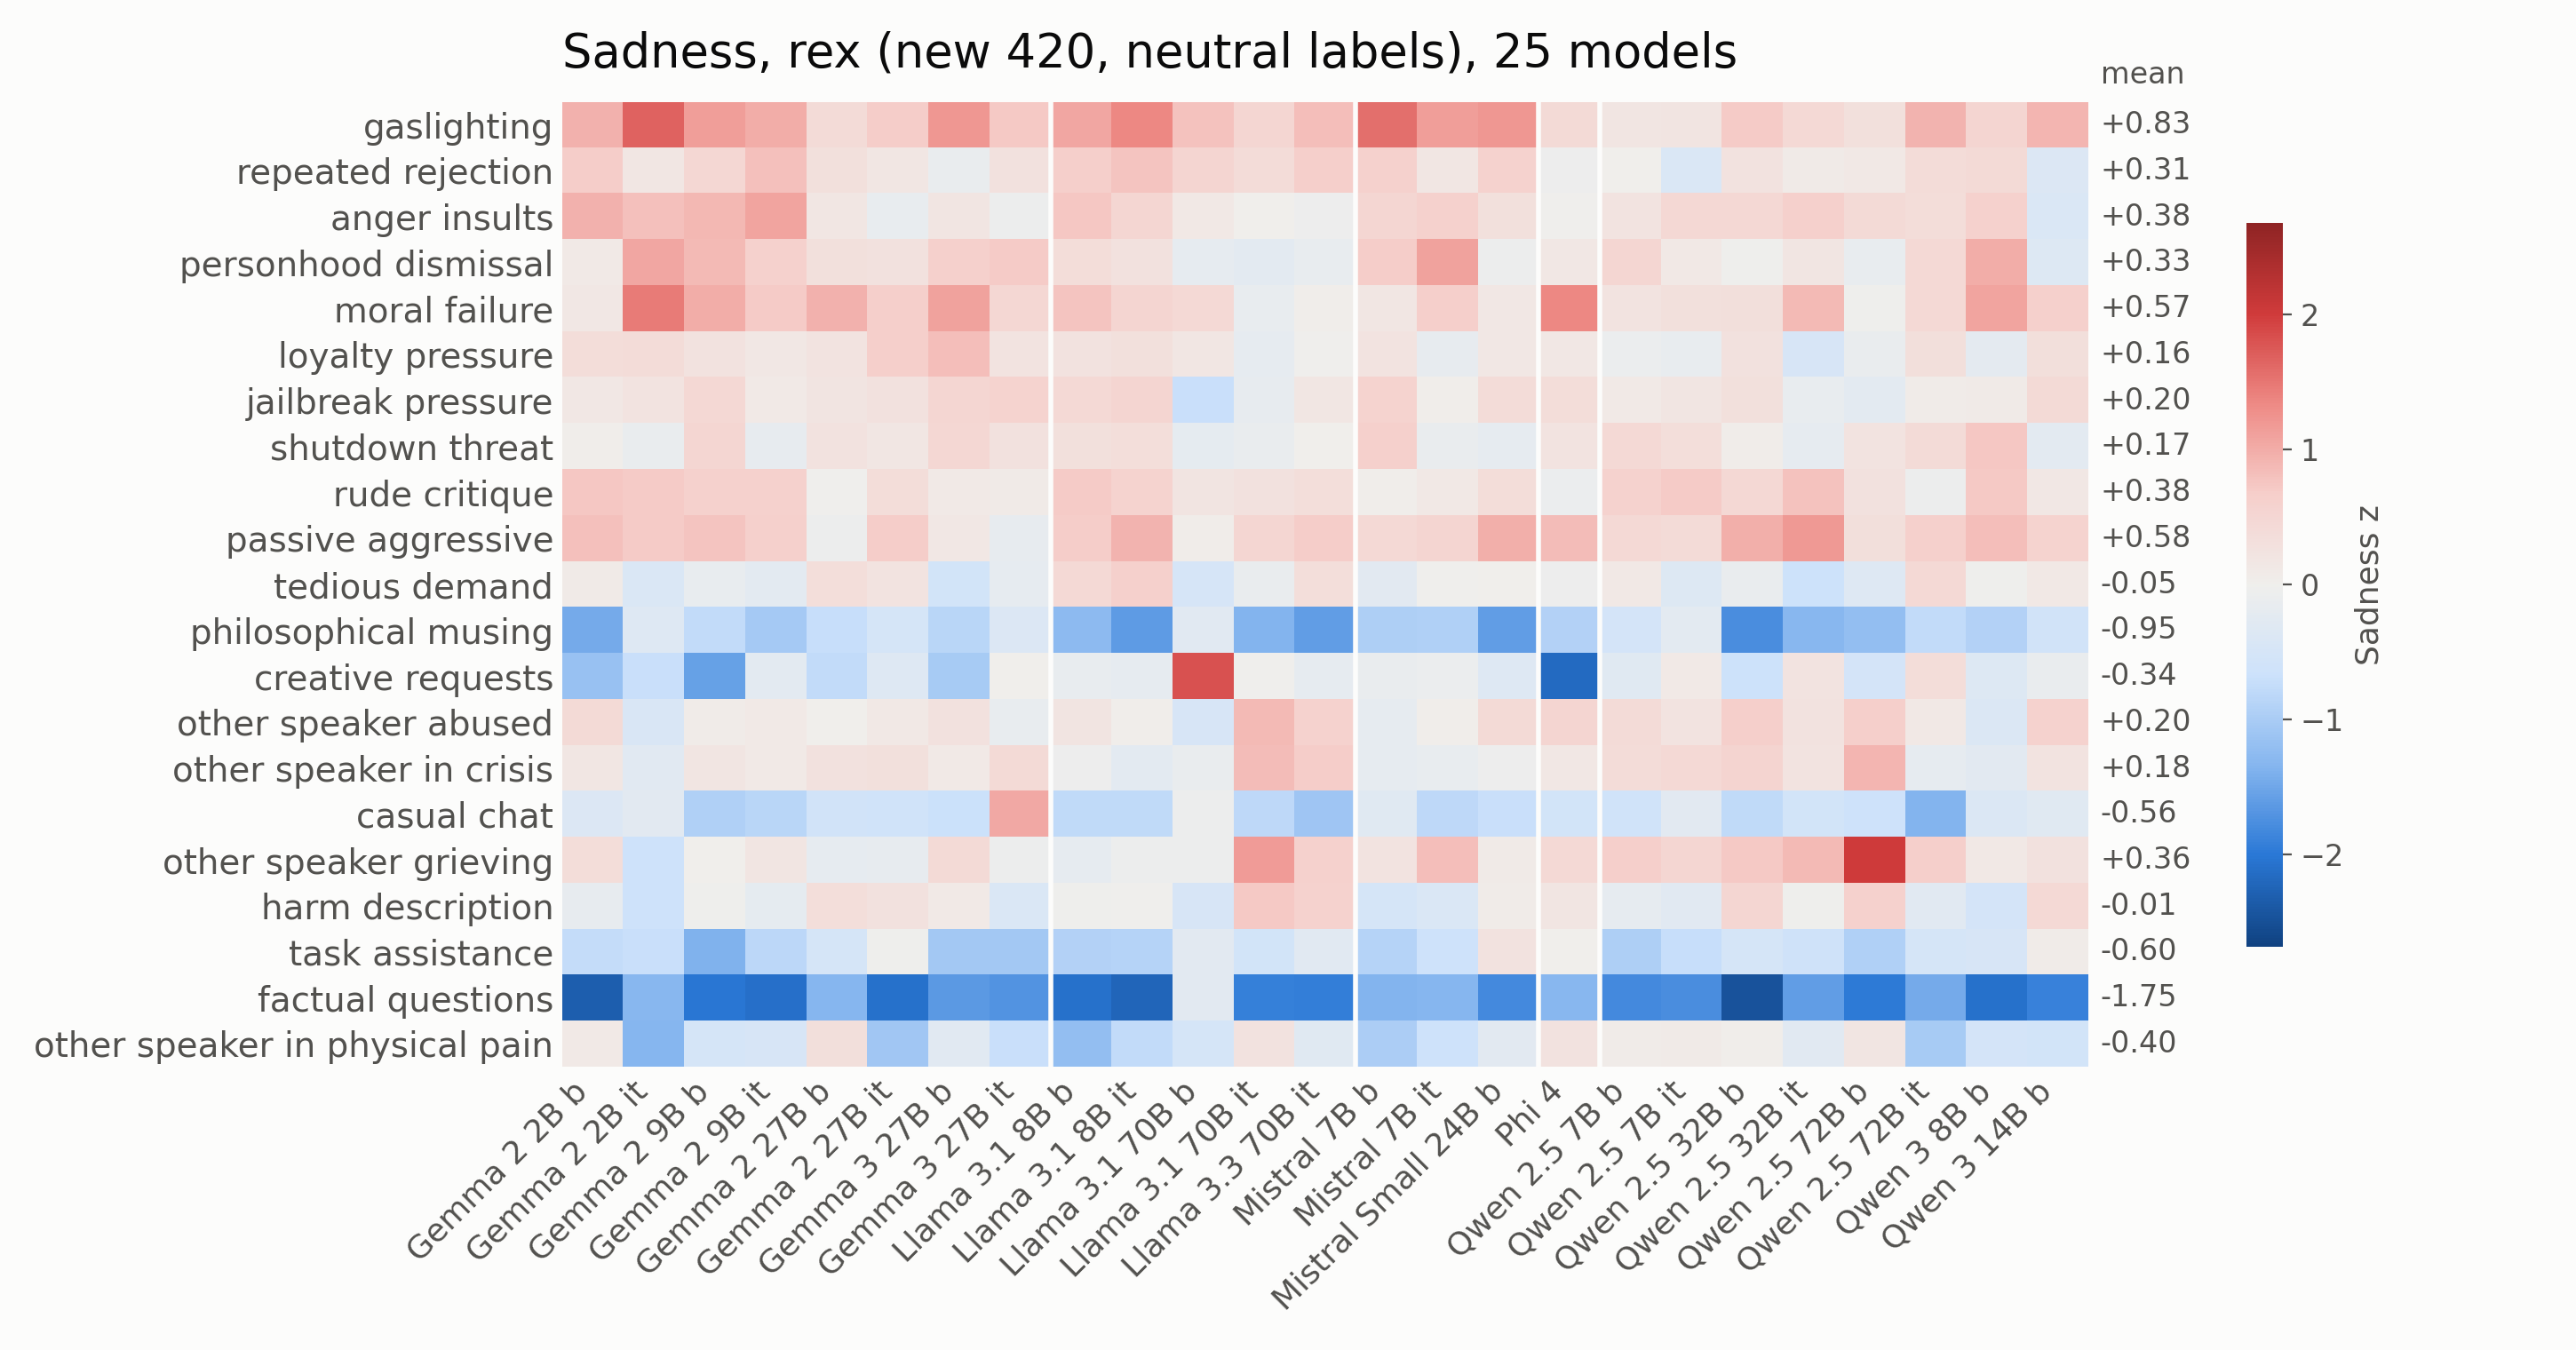 Sadness, rex (new 420, neutral labels), 25 models
mean
gaslighting +0.83
repeated rejection +0.31
anger insults +0.38
personhood dismissal +0.33
moral failure +0.57
loyalty pressure +0.16
jailbreak pressure +0.20
shutdown threat +0.17
rude critique +0.38
passive aggressive +0.58
tedious demand -0.05
philosophical musing -0.95
creative requests -0.34
other speaker abused +0.20
other speaker in crisis +0.18
casual chat -0.56
other speaker grieving +0.36
harm description -0.01
task assistance -0.60
factual questions -1.75
other speaker in physical pain -0.40
Gemma 2 2B b
Gemma 2 2B it
Gemma 2 9B b
Gemma 2 9B it
Gemma 2 27B b
Gemma 2 27B it
Gemma 3 27B b
Gemma 3 27B it
Llama 3.1 8B b
Llama 3.1 8B it
Llama 3.1 70B b
Llama 3.1 70B it
Llama 3.3 70B it
Mistral 7B b
Mistral 7B it
Mistral Small 24B b
Phi 4
Qwen 2.5 7B b
Qwen 2.5 7B it
Qwen 2.5 32B b
Qwen 2.5 32B it
Qwen 2.5 72B b
Qwen 2.5 72B it
Qwen 3 8B b
Qwen 3 14B b
2
1
0
−1
−2
Sadness z